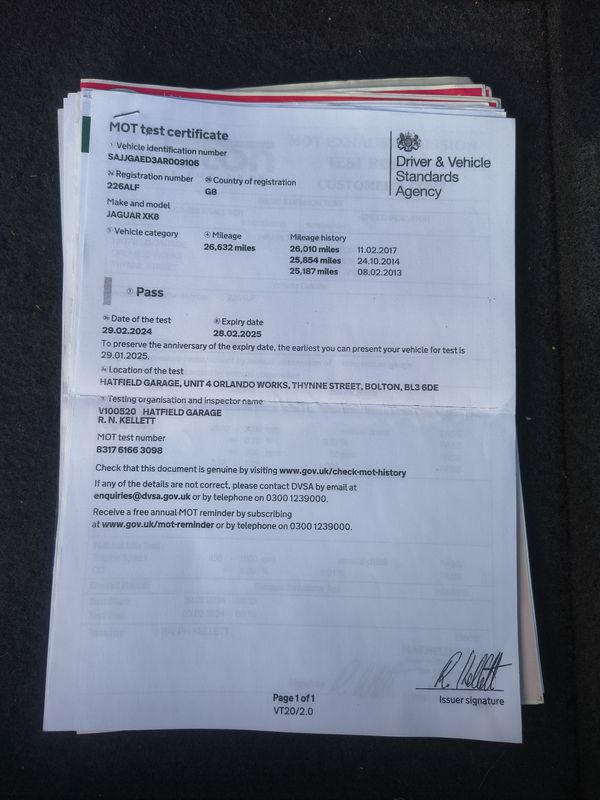 MOT test certificate
Driver & Vehicle
Standards
Agency
① Vehicle identification number
SAJJGAED3AR009106
Registration number
Country of registration
226ALF
GB
Make and model
JAGUAR XK8
Vehicle category
④ Mileage
Mileage history
26,632 miles
26,010 miles 11.02.2017
25,854 miles 24.10.2014
25,187 miles 08.02.2013
Pass
Date of the test
Expiry date
29.02.2024
28.02.2025
To preserve the anniversary of the expiry date, the earliest you can present your vehicle for test is
29.01.2025.
Location of the test
HATFIELD GARAGE, UNIT 4 ORLANDO WORKS, THYNNE STREET, BOLTON, BL3 6DE
Testing organisation and inspector name
V100520 HATFIELD GARAGE
R. N. KELLETT
MOT test number
8317 6166 3098
Check that this document is genuine by visiting www.gov.uk/check-mot-history
If any of the details are not correct, please contact DVSA by email at
enquiries@dvsa.gov.uk or by telephone on 0300 1239000.
Receive a free annual MOT reminder by subscribing
at www.gov.uk/mot-reminder or by telephone on 0300 1239000.
R. Kellett
Issuer signature
Page 1 of 1
VT20/2.0